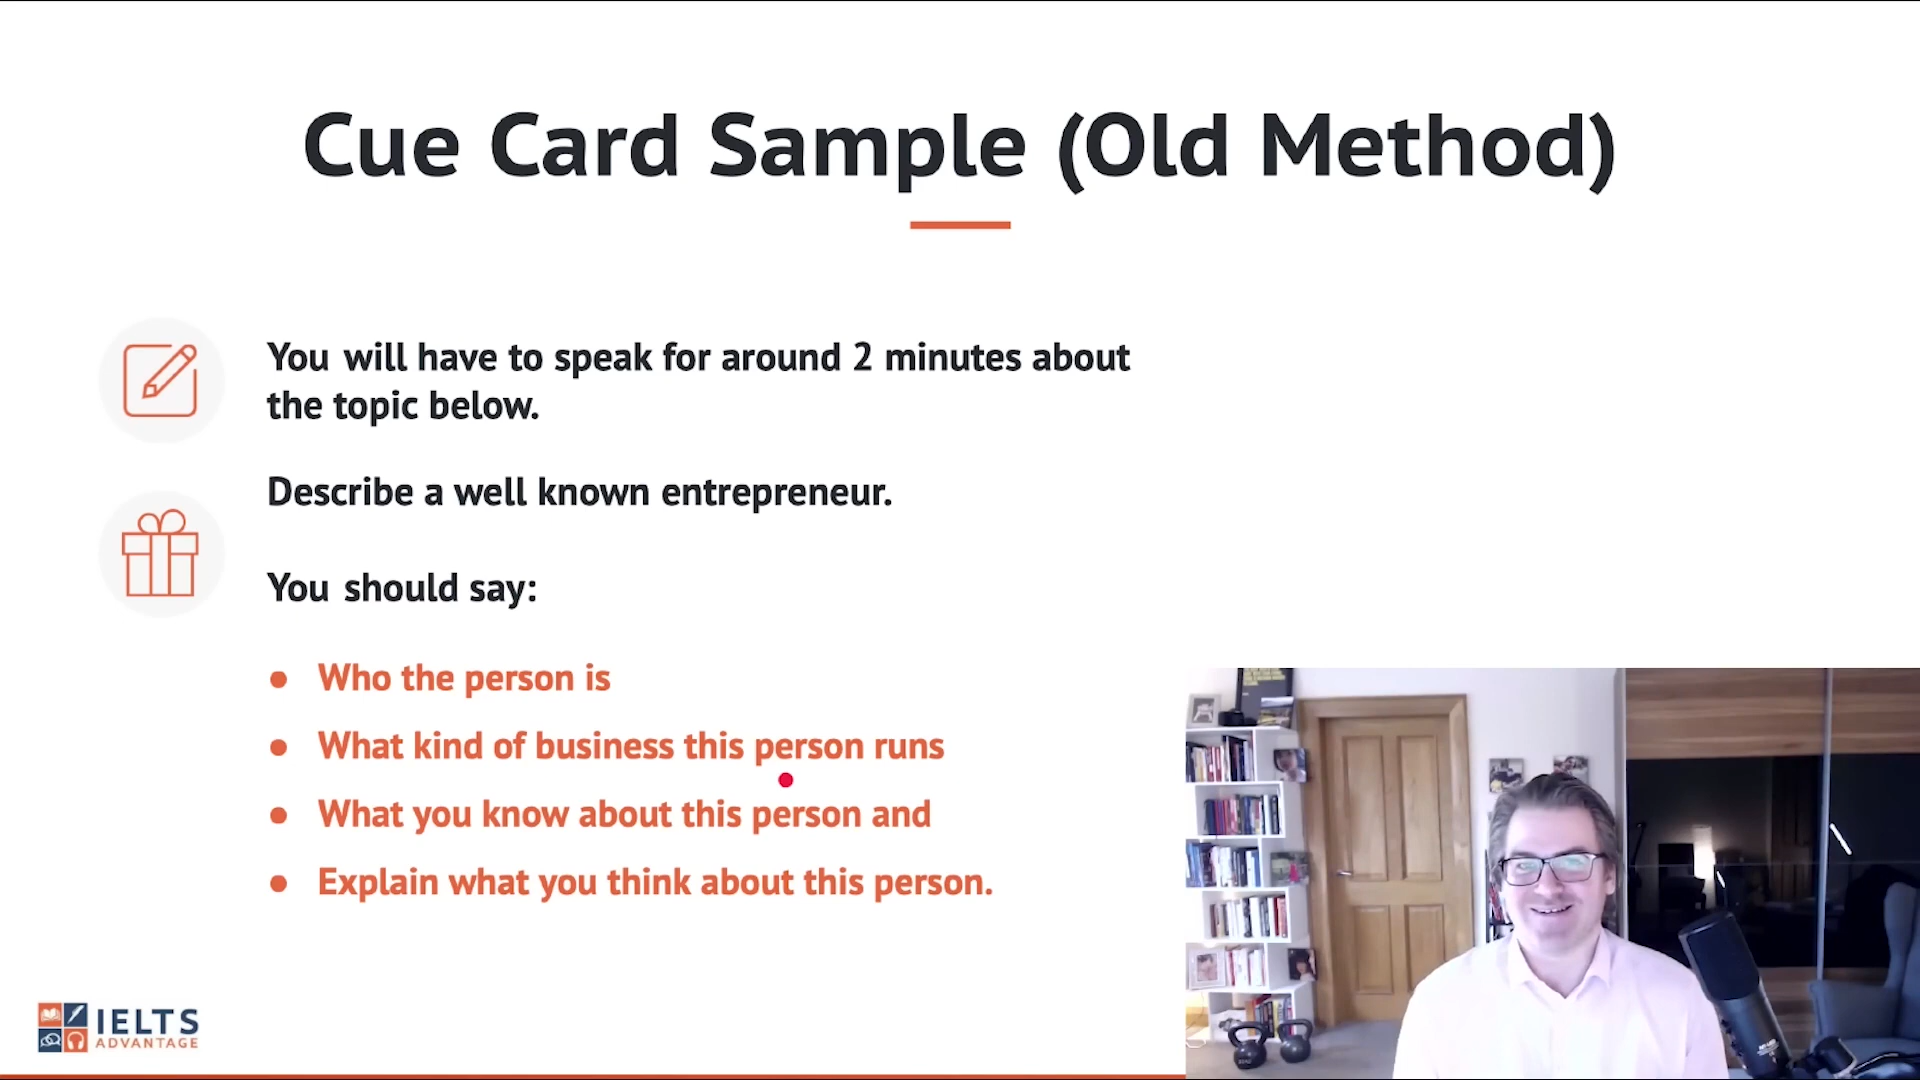 Cue Card Sample (Old Method)
You will have to speak for around 2 minutes about
the topic below.
Describe a well known entrepreneur.
You should say:
● Who the person is
● What kind of business this person runs
● What you know about this person and
● Explain what you think about this person.
IELTS
ADVANTAGE